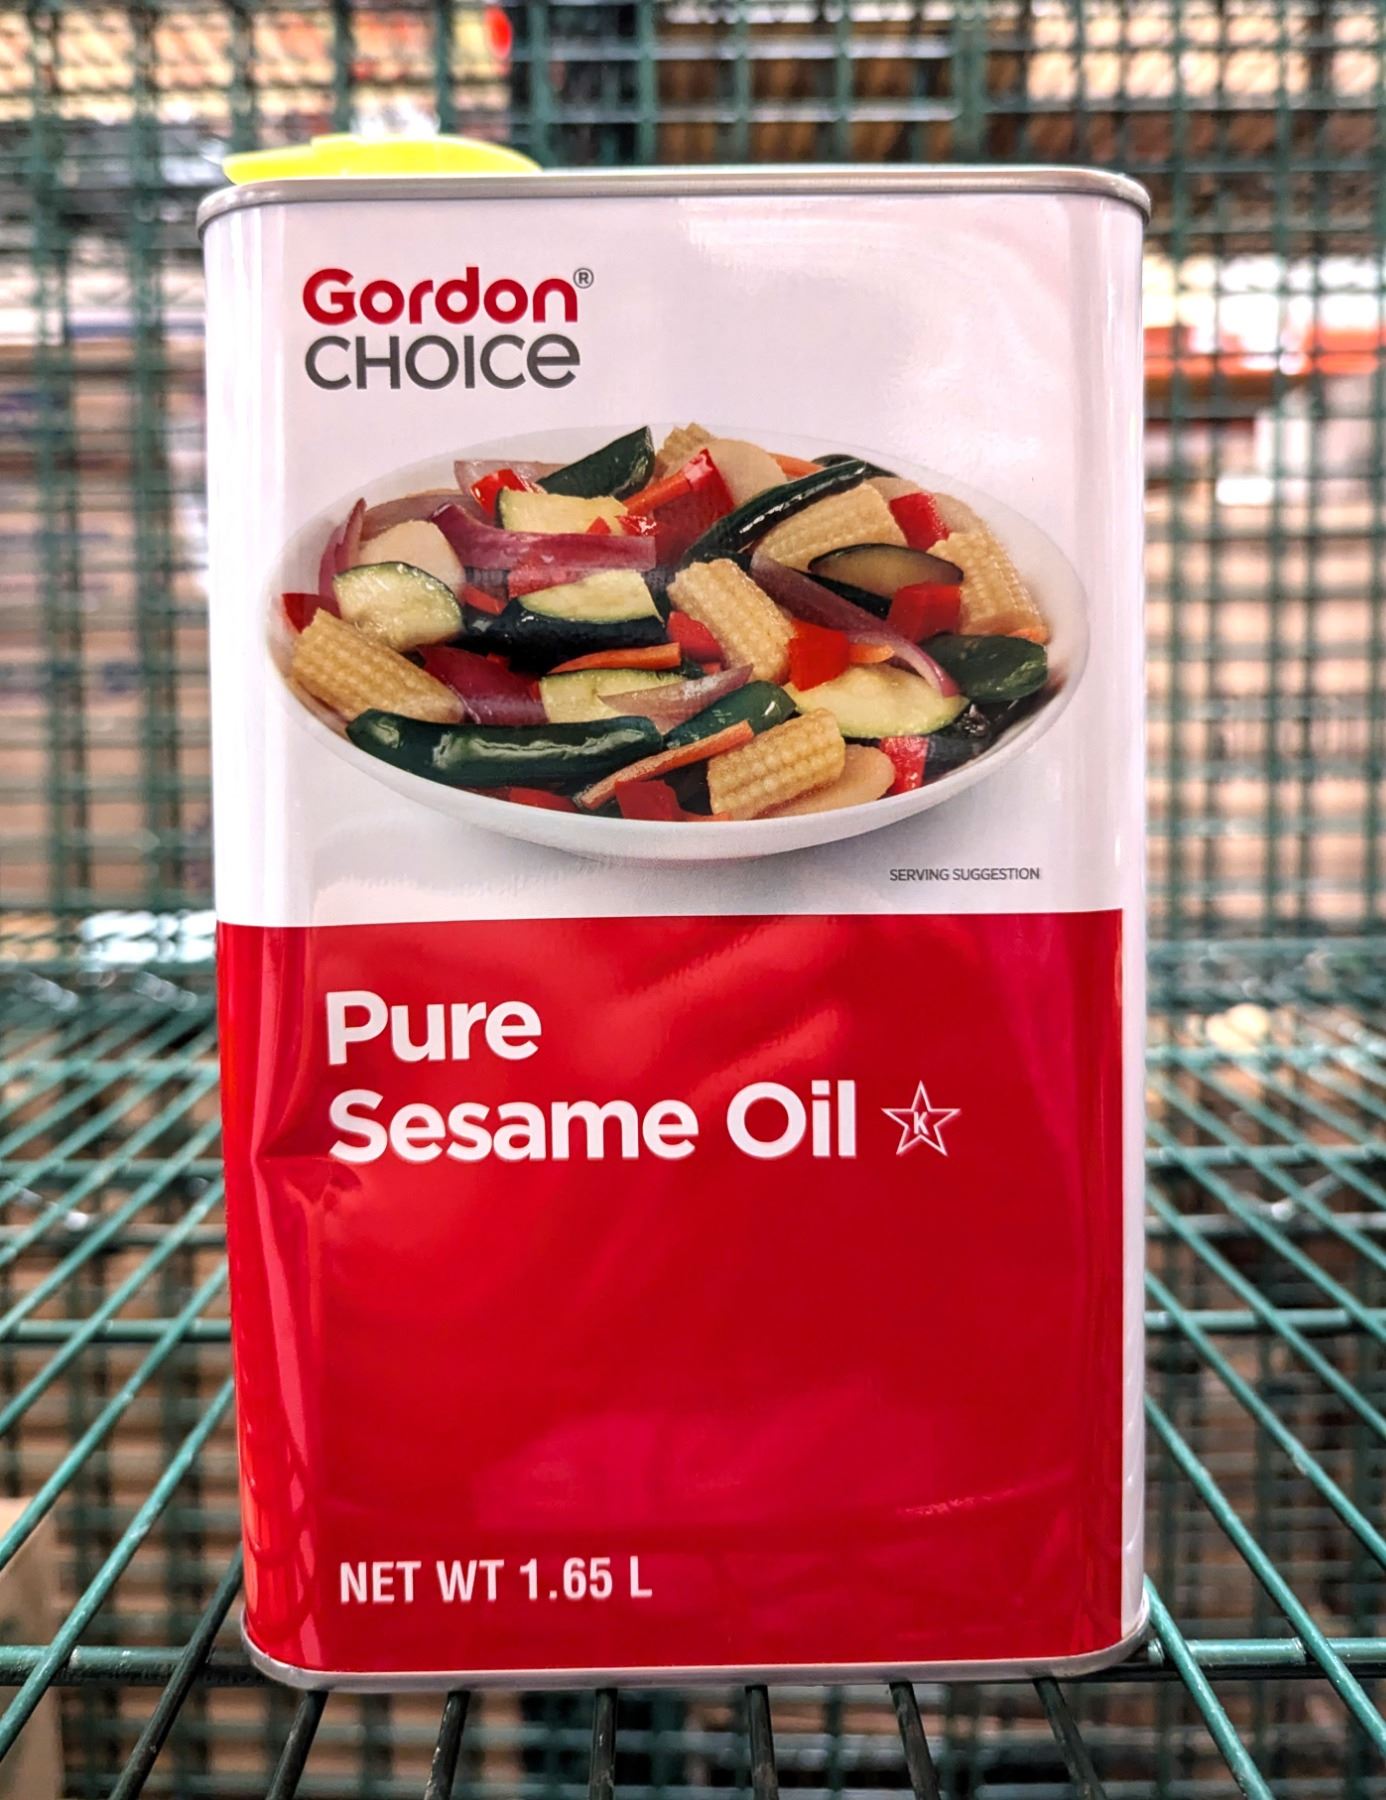 Gordon®
CHOICE
SERVING SUGGESTION
Pure
Sesame Oil K
NET WT 1.65 L